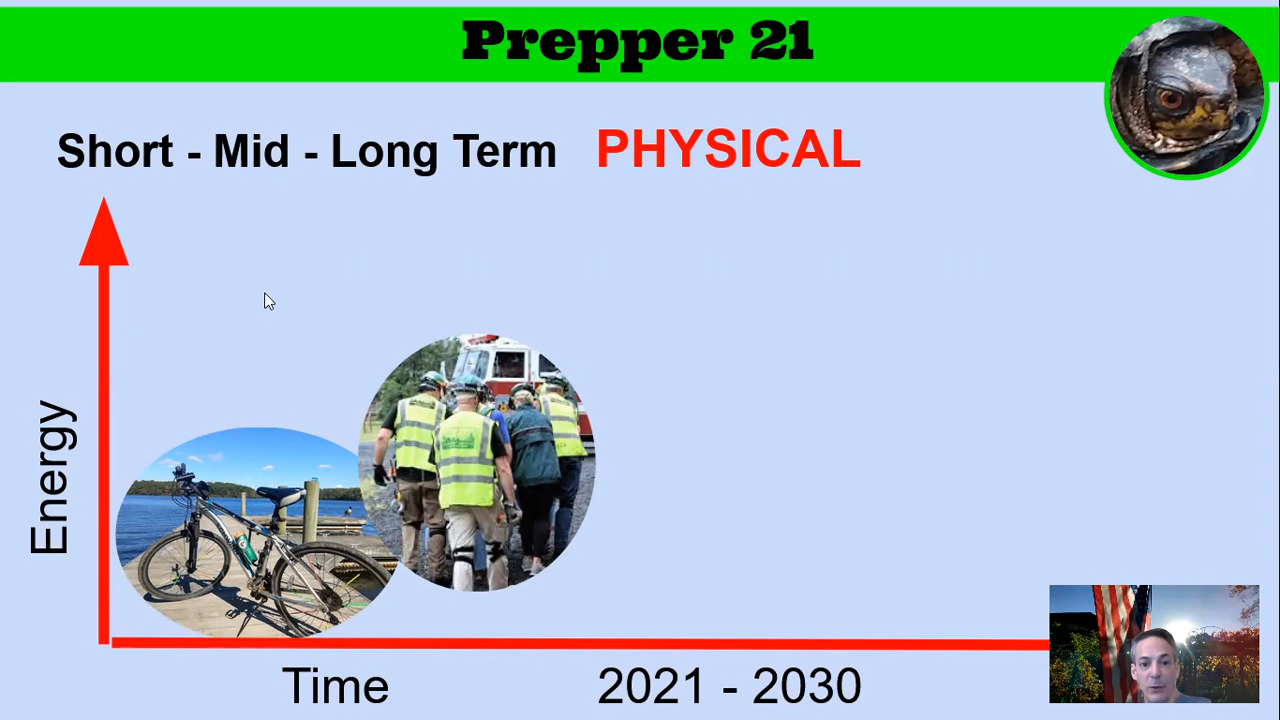 Prepper 21
Short - Mid - Long Term PHYSICAL
Energy
Time 2021 - 2030